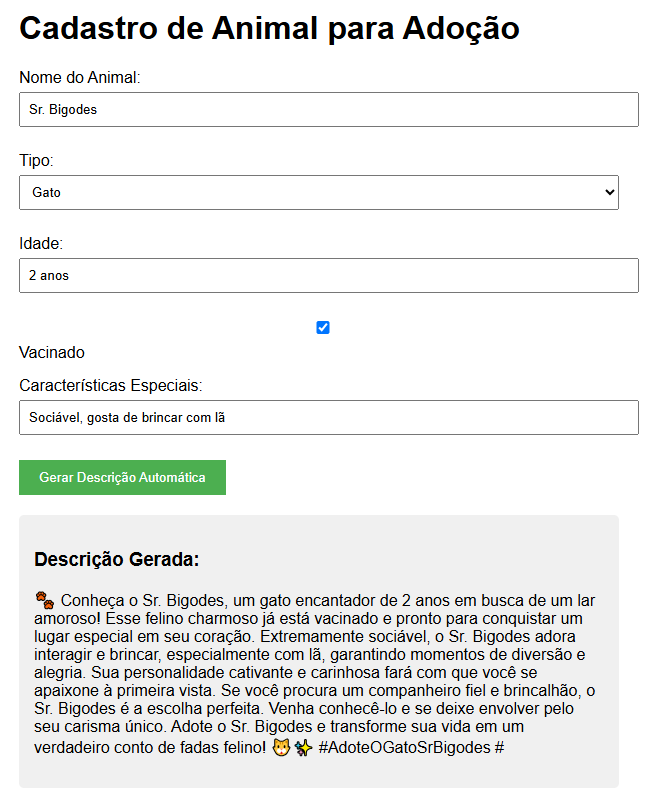 Cadastro de Animal para Adoção
Nome do Animal:
Sr. Bigodes
Tipo:
Gato
Idade:
2 anos
Vacinado
Características Especiais:
Sociável, gosta de brincar com lã
Gerar Descrição Automática
Descrição Gerada:
🐾 Conheça o Sr. Bigodes, um gato encantador de 2 anos em busca de um lar
amoroso! Esse felino charmoso já está vacinado e pronto para conquistar um
lugar especial em seu coração. Extremamente sociável, o Sr. Bigodes adora
interagir e brincar, especialmente com lã, garantindo momentos de diversão e
alegria. Sua personalidade cativante e carinhosa fará com que você se
apaixone à primeira vista. Se você procura um companheiro fiel e brincalhão, o
Sr. Bigodes é a escolha perfeita. Venha conhecê-lo e se deixe envolver pelo
seu carisma único. Adote o Sr. Bigodes e transforme sua vida em um
verdadeiro conto de fadas felino! 🐱✨ #AdoteOGatoSrBigodes #